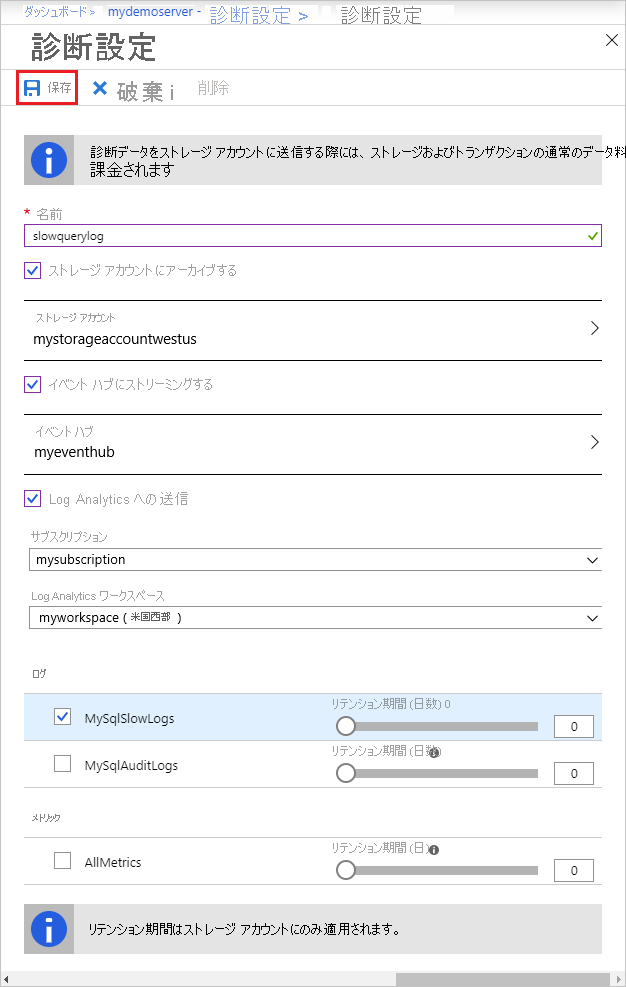 ダッシュボード > mydemoserver - 診断設定 > 診断設定
診断設定
保存 破棄 i 削除
診断データをストレージ アカウントに送信する際には、ストレージおよびトランザクションの通常のデータ料
課金されます
* 名前
slowquerylog
ストレージ アカウントにアーカイブする
ストレージ アカウント
mystorageaccountwestus
イベント ハブにストリーミングする
イベント ハブ
myeventhub
Log Analytics への送信
サブスクリプション
mysubscription
Log Analytics ワークスペース
myworkspace ( 米国西部 )
ログ
MySqlSlowLogs
リテンション期間 (日数) 0
0
MySqlAuditLogs
リテンション期間 (日数)
0
メトリック
AllMetrics
リテンション期間 (日)
0
リテンション期間はストレージ アカウントにのみ適用されます。